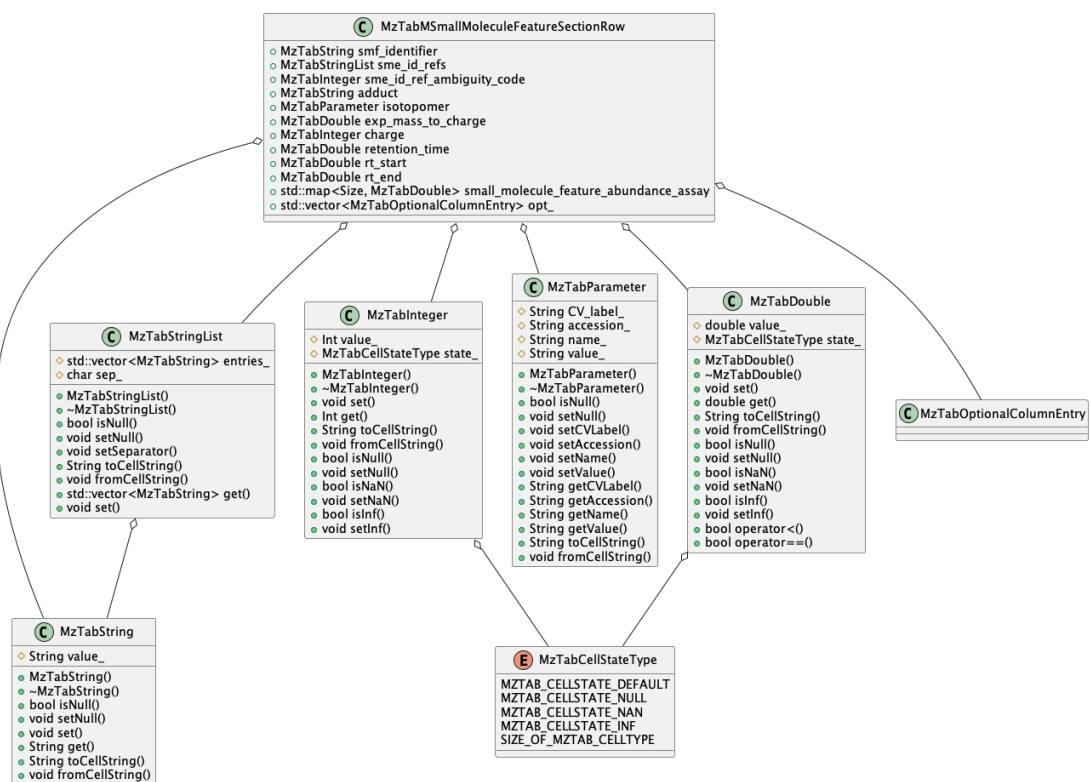 C MzTabMSmallMoleculeFeatureSectionRow
MzTabString smf_identifier
MzTabStringList sme_id_refs
MzTabInteger sme_id_ref_ambiguity_code
MzTabString adduct
MzTabParameter isotopomer
MzTabDouble exp_mass_to_charge
MzTabInteger charge
MzTabDouble retention_time
MzTabDouble rt_start
MzTabDouble rt_end
std::map<Size, MzTabDouble> small_molecule_feature_abundance_assay
std::vector<MzTabOptionalColumnEntry> opt_
C MzTabStringList
std::vector<MzTabString> entries_
char sep_
MzTabStringList()
~MzTabStringList()
bool isNull()
void setNull()
void setSeparator()
String toCellString()
void fromCellString()
std::vector<MzTabString> get()
void set()
C MzTabInteger
Int value_
MzTabCellStateType state_
MzTabInteger()
~MzTabInteger()
void set()
Int get()
String toCellString()
void fromCellString()
bool isNull()
void setNull()
bool isNaN()
void setNaN()
bool isInf()
void setInf()
C MzTabParameter
String CV_label_
String accession_
String name_
String value_
MzTabParameter()
~MzTabParameter()
bool isNull()
void setNull()
void setCVLabel()
void setAccession()
void setName()
void setValue()
String getCVLabel()
String getAccession()
String getName()
String getValue()
String toCellString()
void fromCellString()
C MzTabDouble
double value_
MzTabCellStateType state_
MzTabDouble()
~MzTabDouble()
void set()
double get()
String toCellString()
void fromCellString()
bool isNull()
void setNull()
bool isNaN()
void setNaN()
bool isInf()
void setInf()
bool operator<()
bool operator==()
C MzTabOptionalColumnEntry
C MzTabString
String value_
MzTabString()
~MzTabString()
bool isNull()
void setNull()
void set()
String get()
String toCellString()
void fromCellString()
E MzTabCellStateType
MZTAB_CELLSTATE_DEFAULT
MZTAB_CELLSTATE_NULL
MZTAB_CELLSTATE_NAN
MZTAB_CELLSTATE_INF
SIZE_OF_MZTAB_CELLTYPE